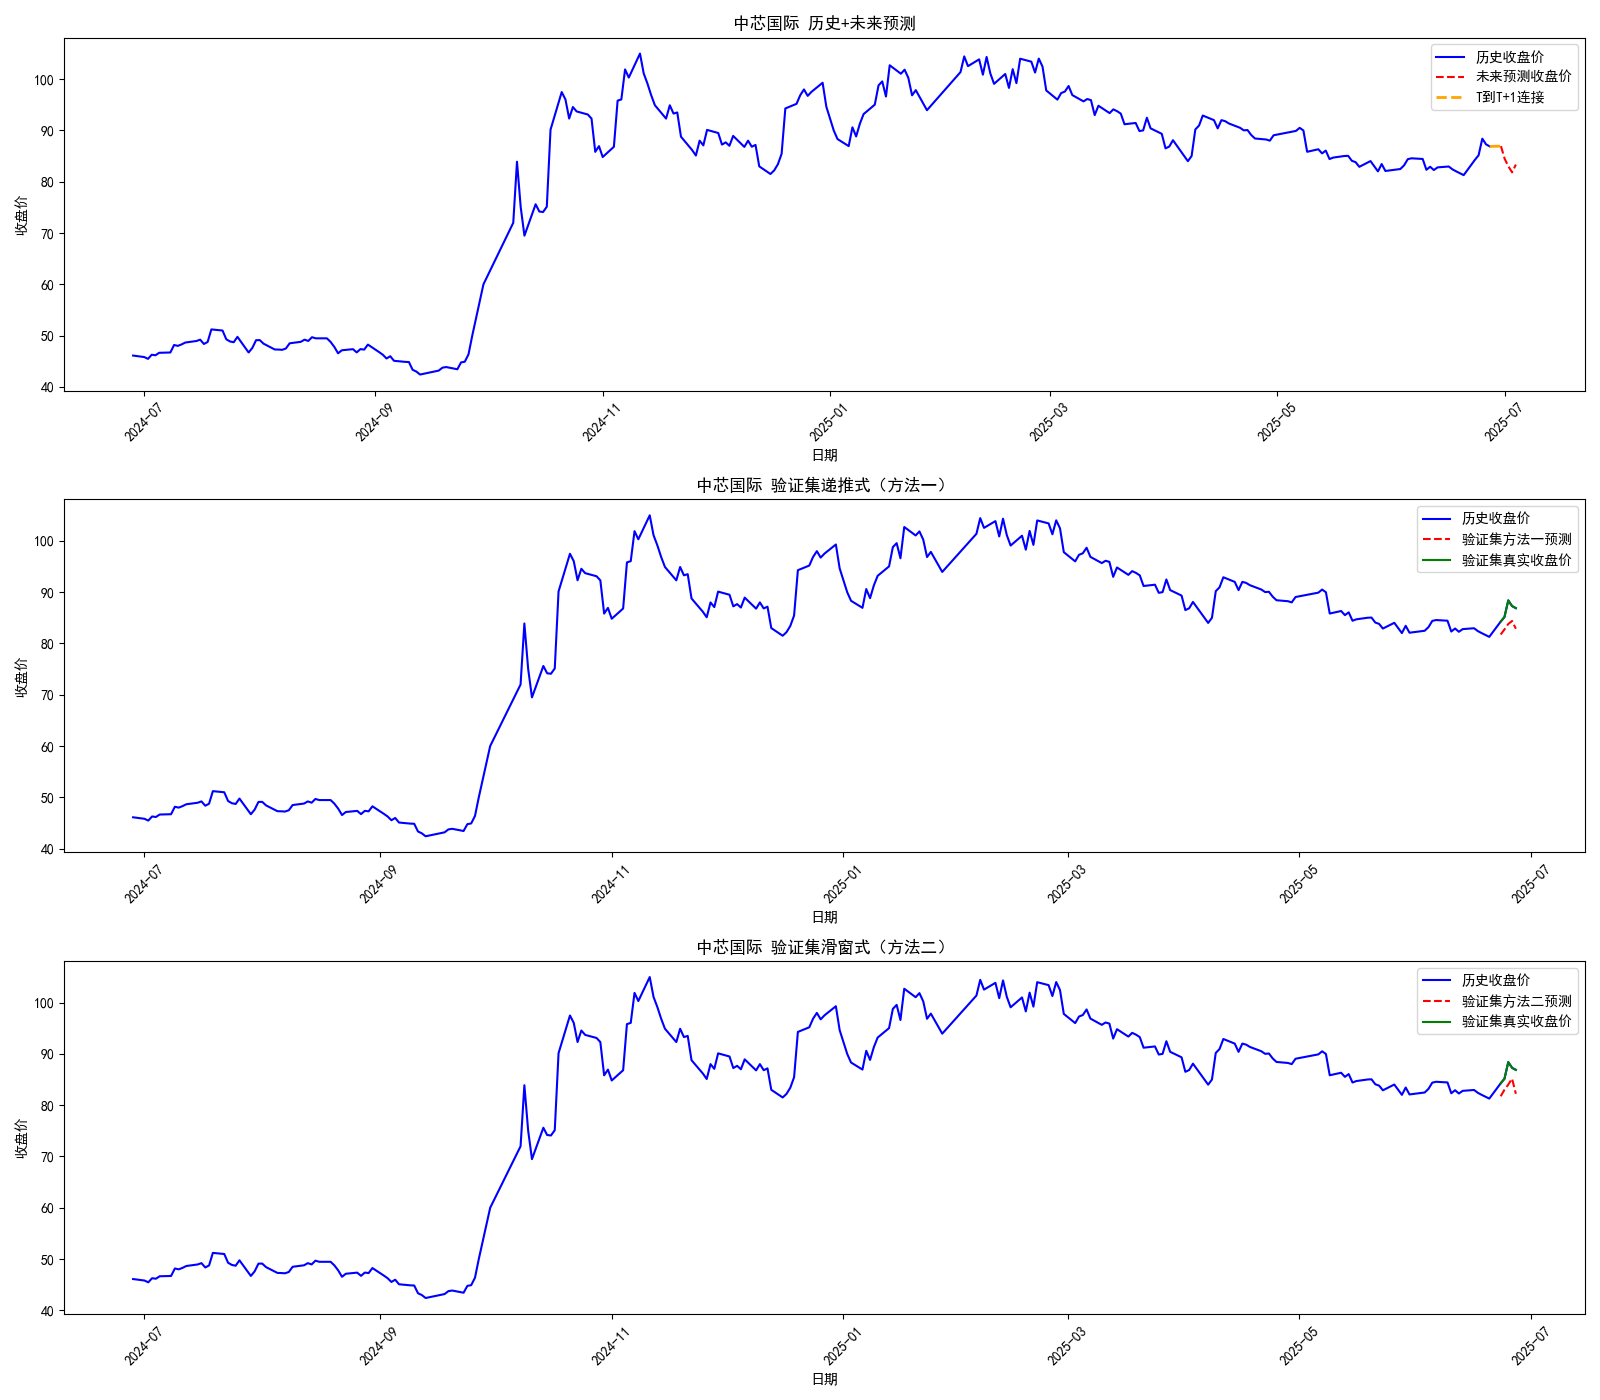 中芯国际 历史+未来预测
历史收盘价
未来预测收盘价
T到T+1连接
收盘价
100
90
80
70
60
50
40
2024-07
2024-09
2024-11
2025-01
2025-03
2025-05
2025-07
日期
中芯国际 验证集递推式（方法一）
历史收盘价
验证集方法一预测
验证集真实收盘价
收盘价
100
90
80
70
60
50
40
2024-07
2024-09
2024-11
2025-01
2025-03
2025-05
2025-07
日期
中芯国际 验证集滑窗式（方法二）
历史收盘价
验证集方法二预测
验证集真实收盘价
收盘价
100
90
80
70
60
50
40
2024-07
2024-09
2024-11
2025-01
2025-03
2025-05
2025-07
日期